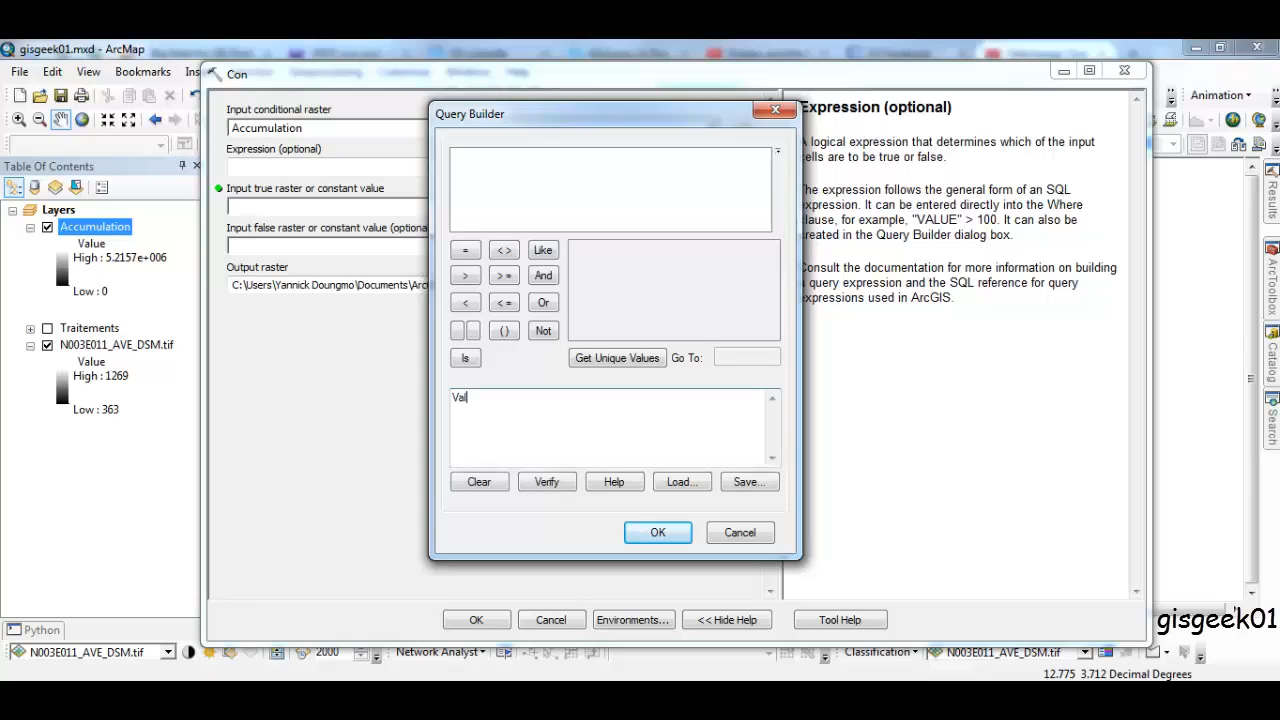 gisgeek01.mxd - ArcMap
File Edit View Bookmarks Ins
Con
Animation
Table Of Contents
Layers
Accumulation
Value
High : 5.2157e+006
Low : 0
Traitements
N003E011_AVE_DSM.tif
Value
High : 1269
Low : 363
Input conditional raster
Accumulation
Expression (optional)
Input true raster or constant value
Input false raster or constant value (optiona
Output raster
C:\Users\Yannick Doungmo\Documents\Arc
Query Builder
= < > Like
> > = And
< < = Or
( ) Not
Is Get Unique Values Go To:
Val
Clear Verify Help Load... Save...
OK Cancel
Expression (optional)
A logical expression that determines which of the input
cells are to be true or false.
The expression follows the general form of an SQL
expression. It can be entered directly into the Where
clause, for example, "VALUE" > 100. It can also be
created in the Query Builder dialog box.
Consult the documentation for more information on building
a query expression and the SQL reference for query
expressions used in ArcGIS.
OK Cancel Environments... << Hide Help Tool Help
Results
ArcToolbox
Catalog
Search
gisgeek01
Python
N003E011_AVE_DSM.tif 2000 Network Analyst Classification N003E011_AVE_DSM.tif
12.775 3.712 Decimal Degrees